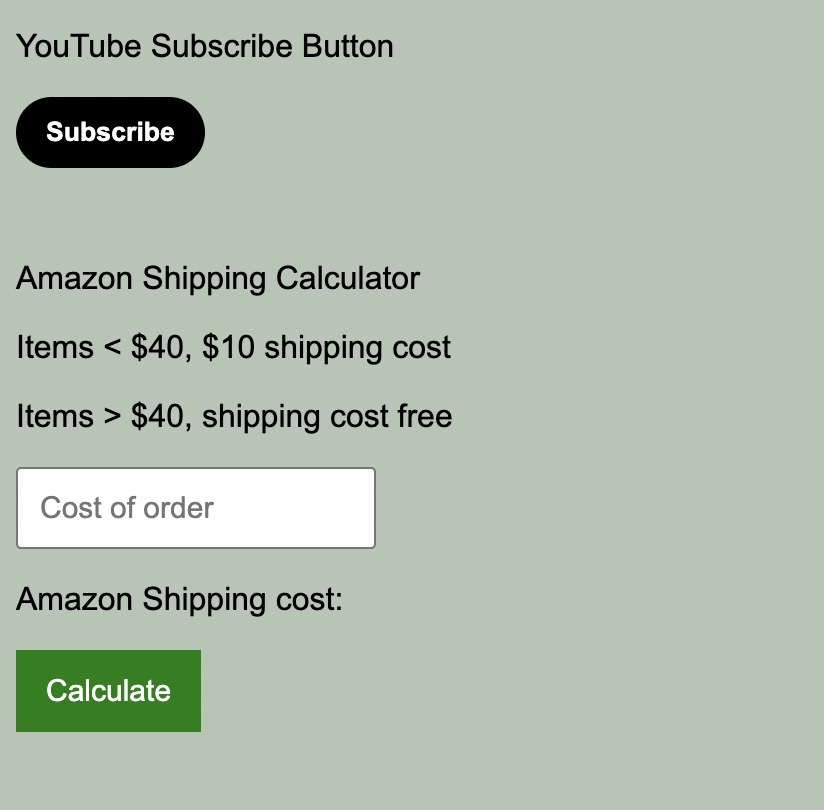 YouTube Subscribe Button
Subscribe
Amazon Shipping Calculator
Items < $40, $10 shipping cost
Items > $40, shipping cost free
Cost of order
Amazon Shipping cost:
Calculate